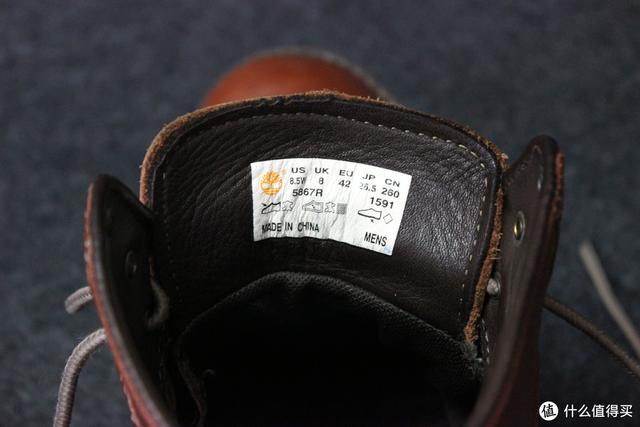 US UK EU JP CN
8.5W 8 42 26.5 260
5867R 1591
MADE IN CHINA MENS
值 什么值得买